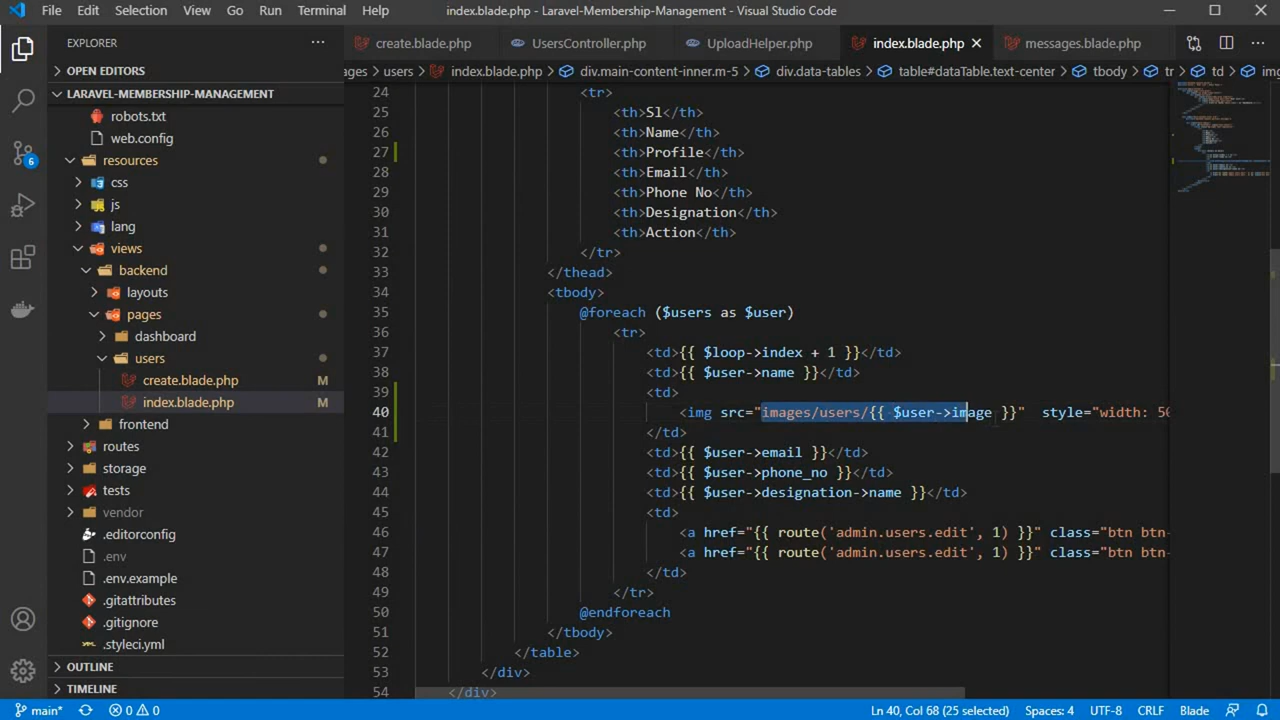 File Edit Selection View Go Run Terminal Help index.blade.php - Laravel-Membership-Management - Visual Studio Code
EXPLORER ...
create.blade.php UsersController.php UploadHelper.php index.blade.php messages.blade.php
OPEN EDITORS
ages > users > index.blade.php > div.main-content-inner.m-5 > div.data-tables > table#dataTable.text-center > tbody > tr > td > img
LARAVEL-MEMBERSHIP-MANAGEMENT
robots.txt
web.config
resources
css
js
lang
views
backend
layouts
pages
dashboard
users
create.blade.php M
index.blade.php M
frontend
routes
storage
tests
vendor
.editorconfig
.env
.env.example
.gitattributes
.gitignore
.styleci.yml
OUTLINE
TIMELINE
6
24 <tr>
25 <th>Sl</th>
26 <th>Name</th>
27 <th>Profile</th>
28 <th>Email</th>
29 <th>Phone No</th>
30 <th>Designation</th>
31 <th>Action</th>
32 </tr>
33 </thead>
34 <tbody>
35 @foreach ($users as $user)
36 <tr>
37 <td>{{ $loop->index + 1 }}</td>
38 <td>{{ $user->name }}</td>
39 <td>
40 <img src="images/users/{{ $user->image }}" style="width: 50
41 </td>
42 <td>{{ $user->email }}</td>
43 <td>{{ $user->phone_no }}</td>
44 <td>{{ $user->designation->name }}</td>
45 <td>
46 <a href="{{ route('admin.users.edit', 1) }}" class="btn btn-
47 <a href="{{ route('admin.users.edit', 1) }}" class="btn btn-
48 </td>
49 </tr>
50 @endforeach
51 </tbody>
52 </table>
53 </div>
54 </div>
main* 0 0 Ln 40, Col 68 (25 selected) Spaces: 4 UTF-8 CRLF Blade